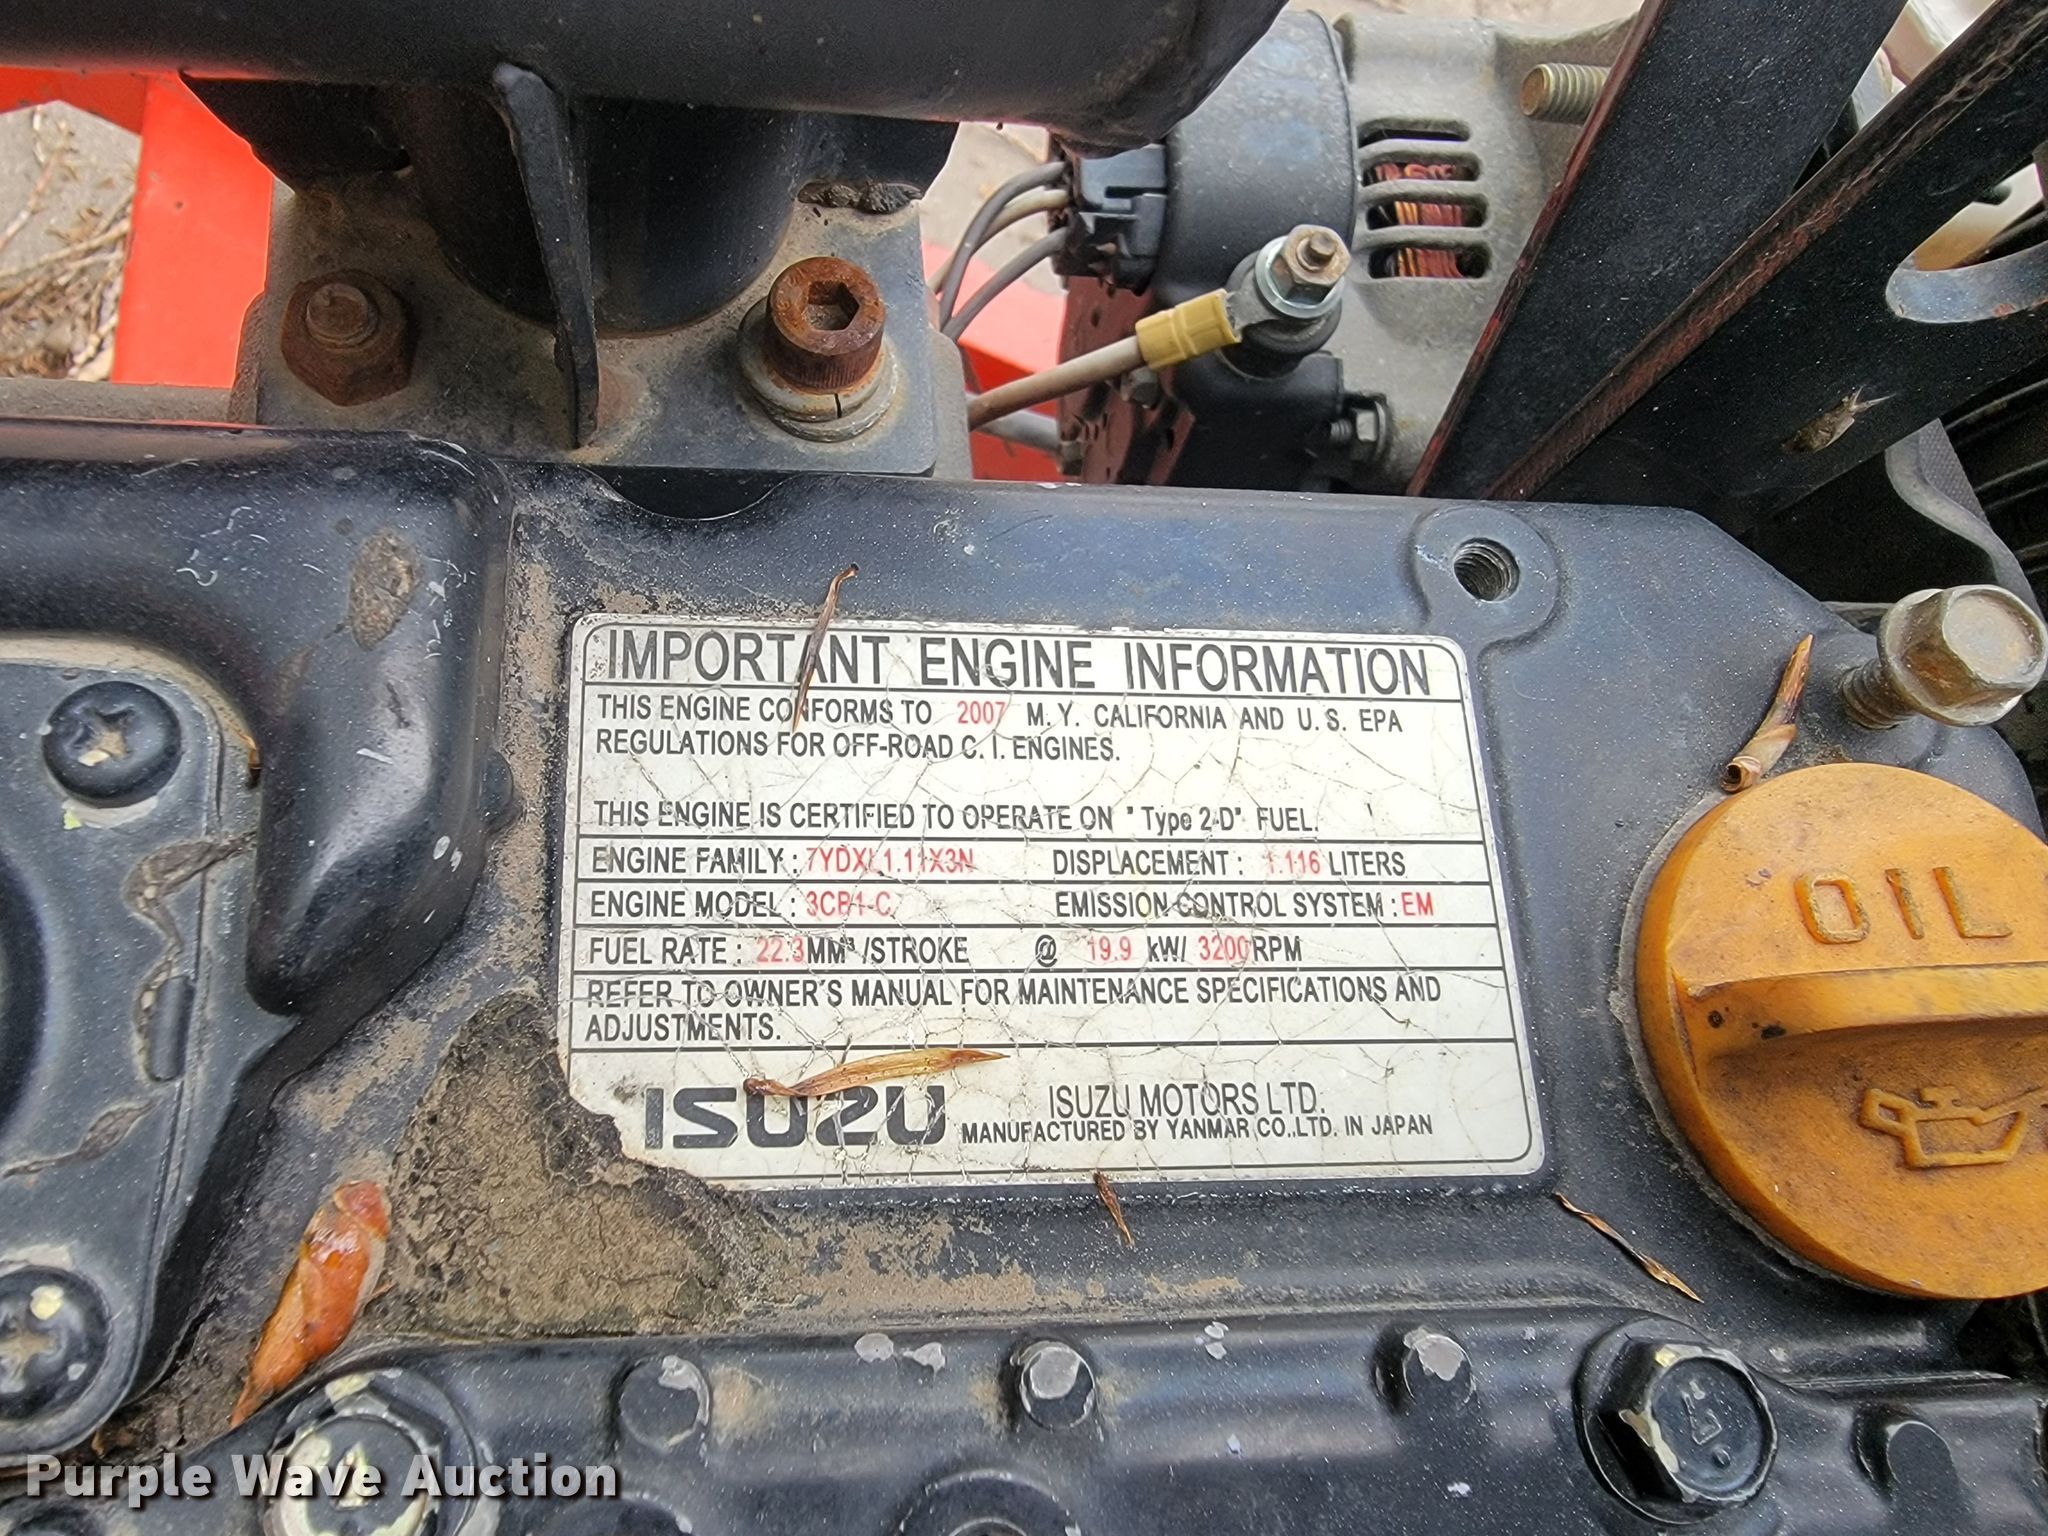 IMPORTANT ENGINE INFORMATION
THIS ENGINE CONFORMS TO 2007 M. Y. CALIFORNIA AND U. S. EPA
REGULATIONS FOR OFF-ROAD C. I. ENGINES.
THIS ENGINE IS CERTIFIED TO OPERATE ON "Type 2-D" FUEL.
ENGINE FAMILY : 7YDXL1.11X3N DISPLACEMENT : 1.116 LITERS
ENGINE MODEL : 3CB1-C EMISSION CONTROL SYSTEM : EM
FUEL RATE : 22.3 MM³/STROKE @ 19.9 kW/ 3200 RPM
REFER TO OWNER'S MANUAL FOR MAINTENANCE SPECIFICATIONS AND
ADJUSTMENTS.
ISUZU ISUZU MOTORS LTD.
MANUFACTURED BY YANMAR CO.,LTD. IN JAPAN
OIL
Purple Wave Auction